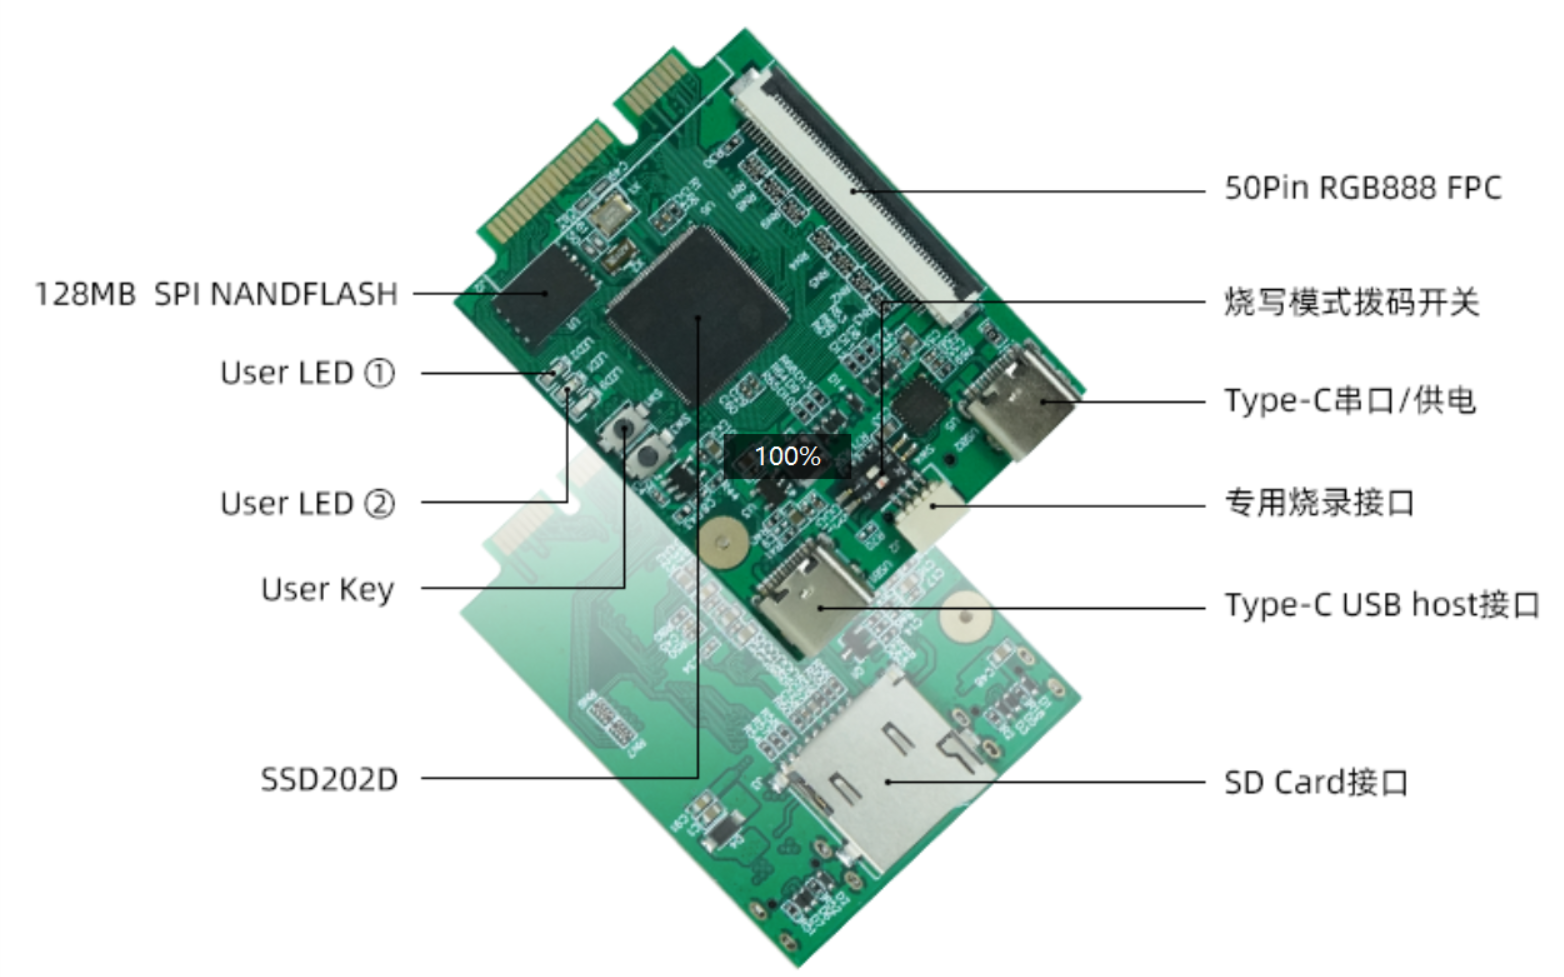 50Pin RGB888 FPC
128MB SPI NANDFLASH
烧写模式拨码开关
User LED ①
Type-C串口/供电
100%
User LED ②
专用烧录接口
User Key
Type-C USB host接口
SSD202D
SD Card接口